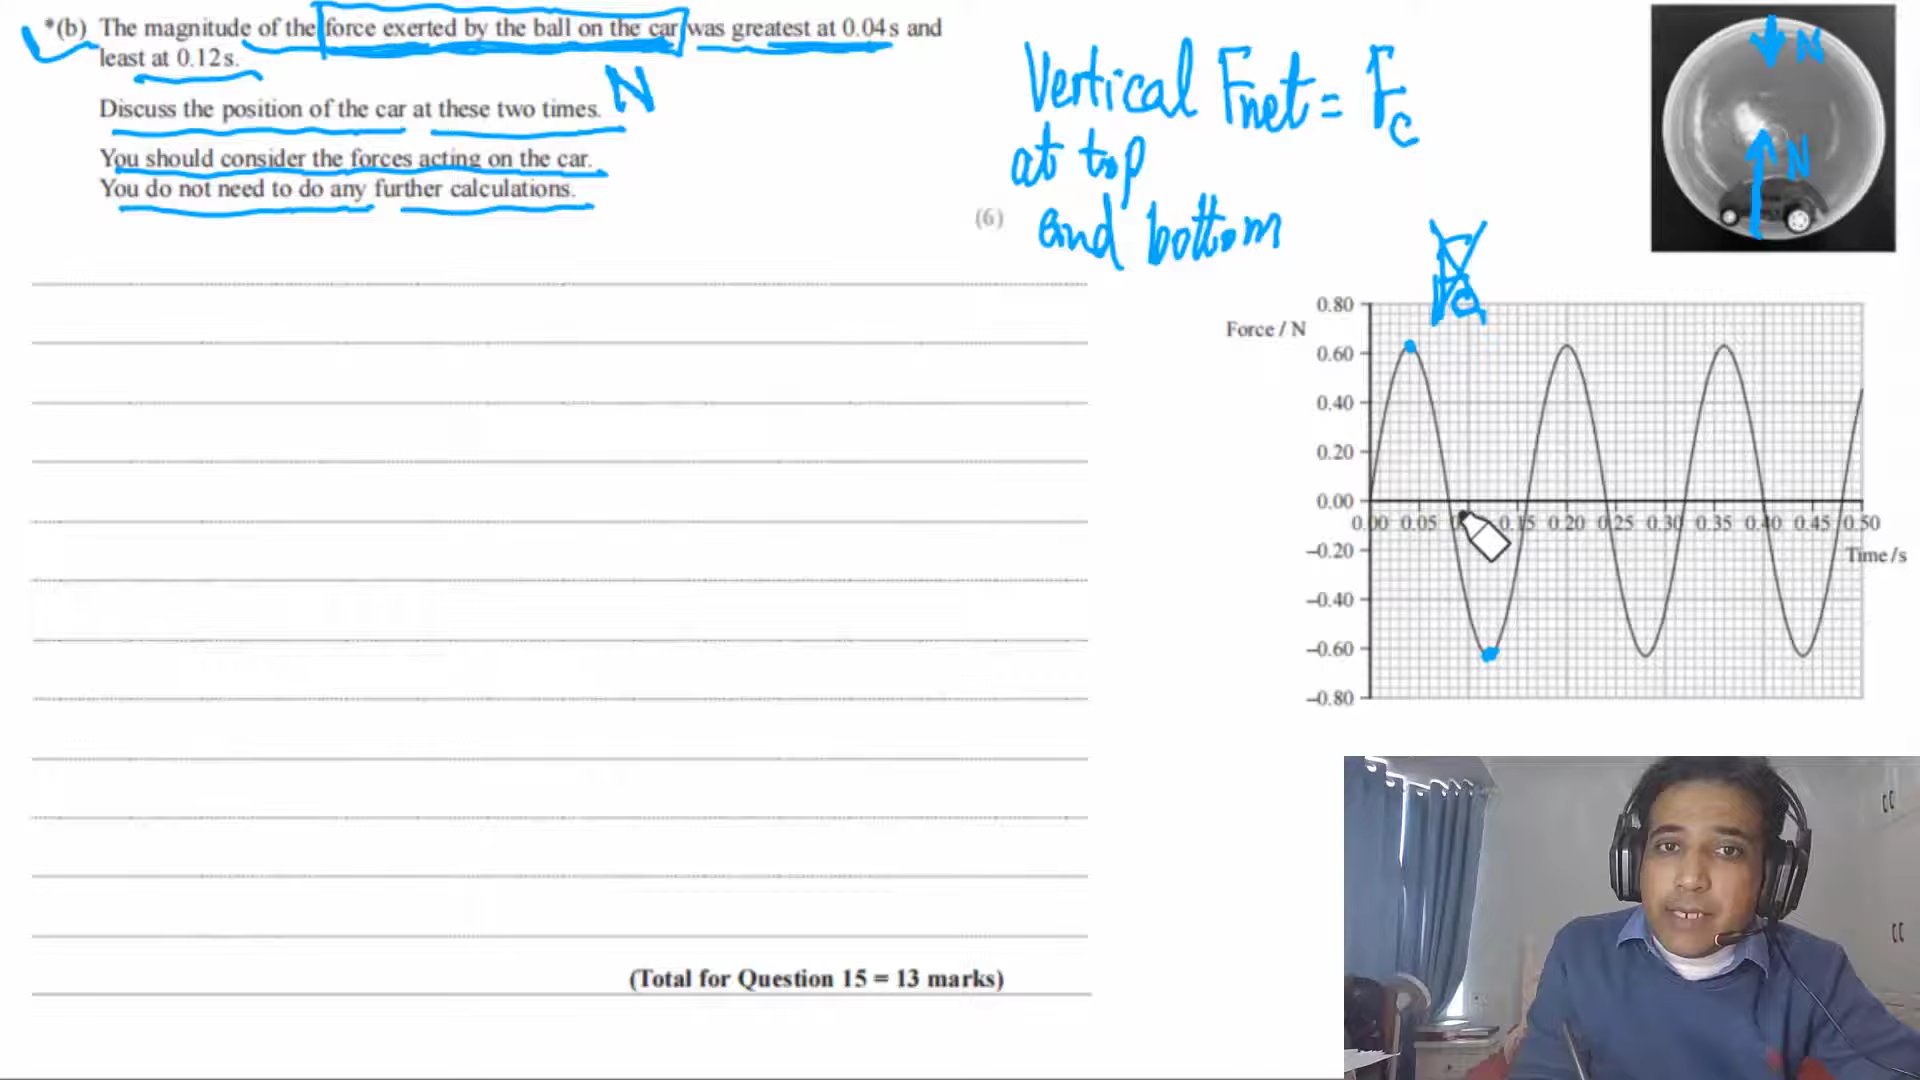 *(b) The magnitude of the force exerted by the ball on the car was greatest at 0.04 s and
least at 0.12 s.
N
Discuss the position of the car at these two times.
You should consider the forces acting on the car.
You do not need to do any further calculations.
(6)
Vertical Fnet = Fc
at top
and bottom
N
N
Force / N
0.80
0.60
0.40
0.20
0.00
0.00 0.05 0.15 0.20 0.25 0.30 0.35 0.40 0.45 0.50
−0.20
Time / s
−0.40
−0.60
−0.80
(Total for Question 15 = 13 marks)